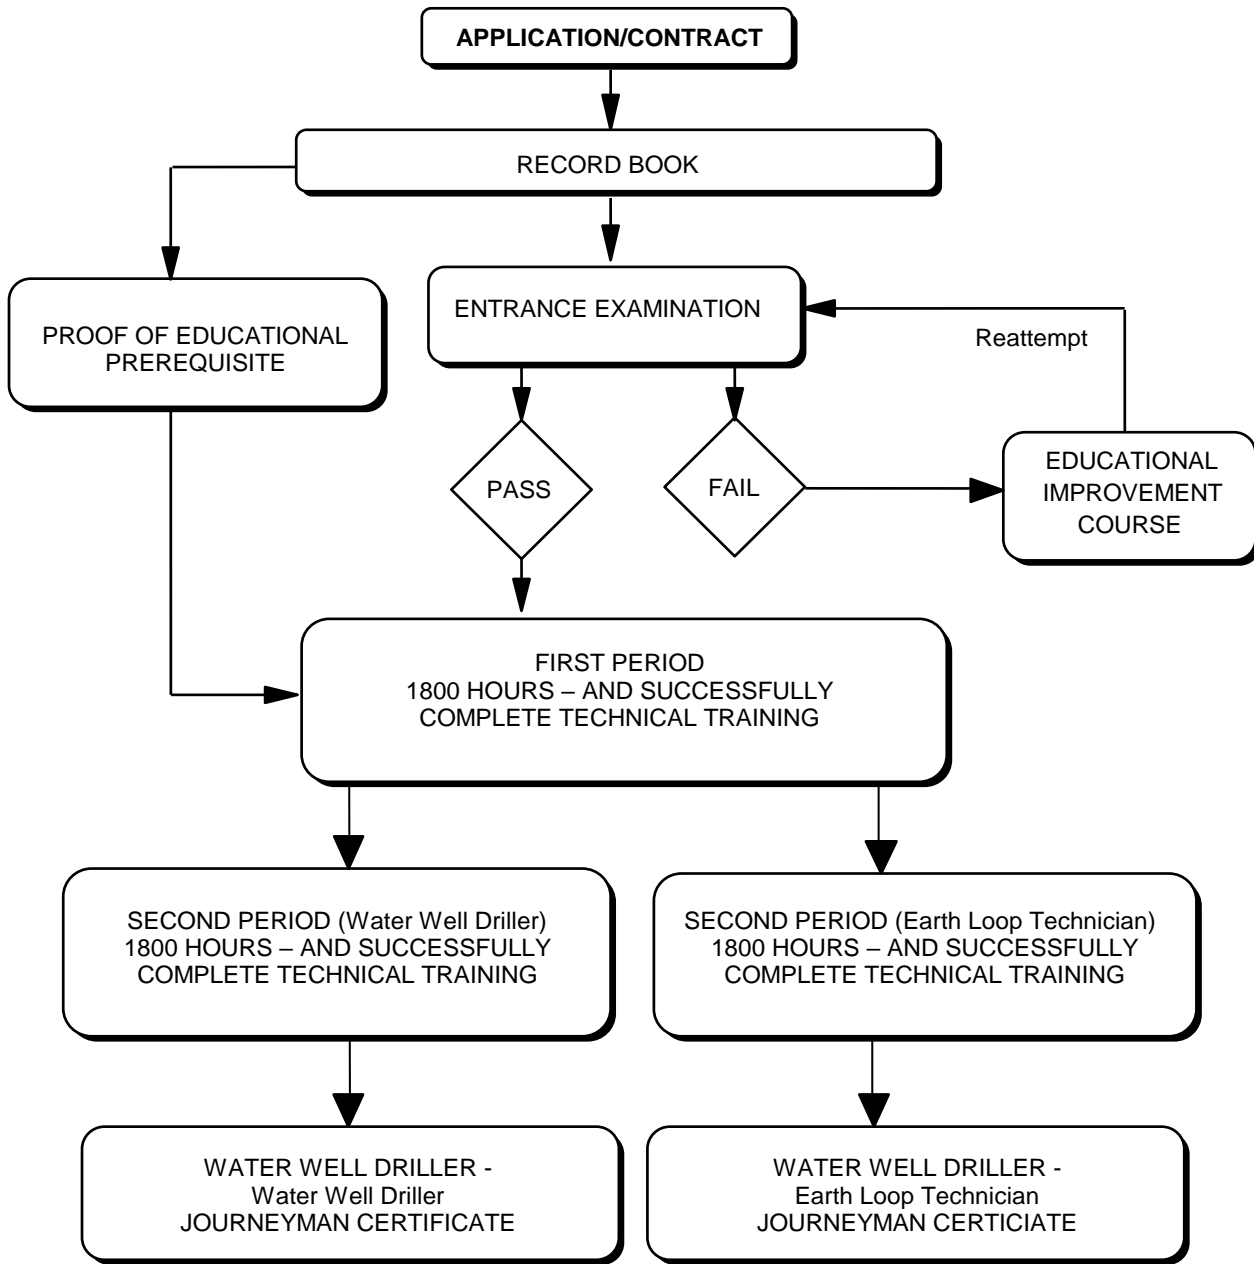 APPLICATION/CONTRACT
RECORD BOOK
PROOF OF EDUCATIONAL
PREREQUISITE
ENTRANCE EXAMINATION
Reattempt
PASS
FAIL
EDUCATIONAL
IMPROVEMENT
COURSE
FIRST PERIOD
1800 HOURS – AND SUCCESSFULLY
COMPLETE TECHNICAL TRAINING
SECOND PERIOD (Water Well Driller)
1800 HOURS – AND SUCCESSFULLY
COMPLETE TECHNICAL TRAINING
SECOND PERIOD (Earth Loop Technician)
1800 HOURS – AND SUCCESSFULLY
COMPLETE TECHNICAL TRAINING
WATER WELL DRILLER -
Water Well Driller
JOURNEYMAN CERTIFICATE
WATER WELL DRILLER -
Earth Loop Technician
JOURNEYMAN CERTICIATE